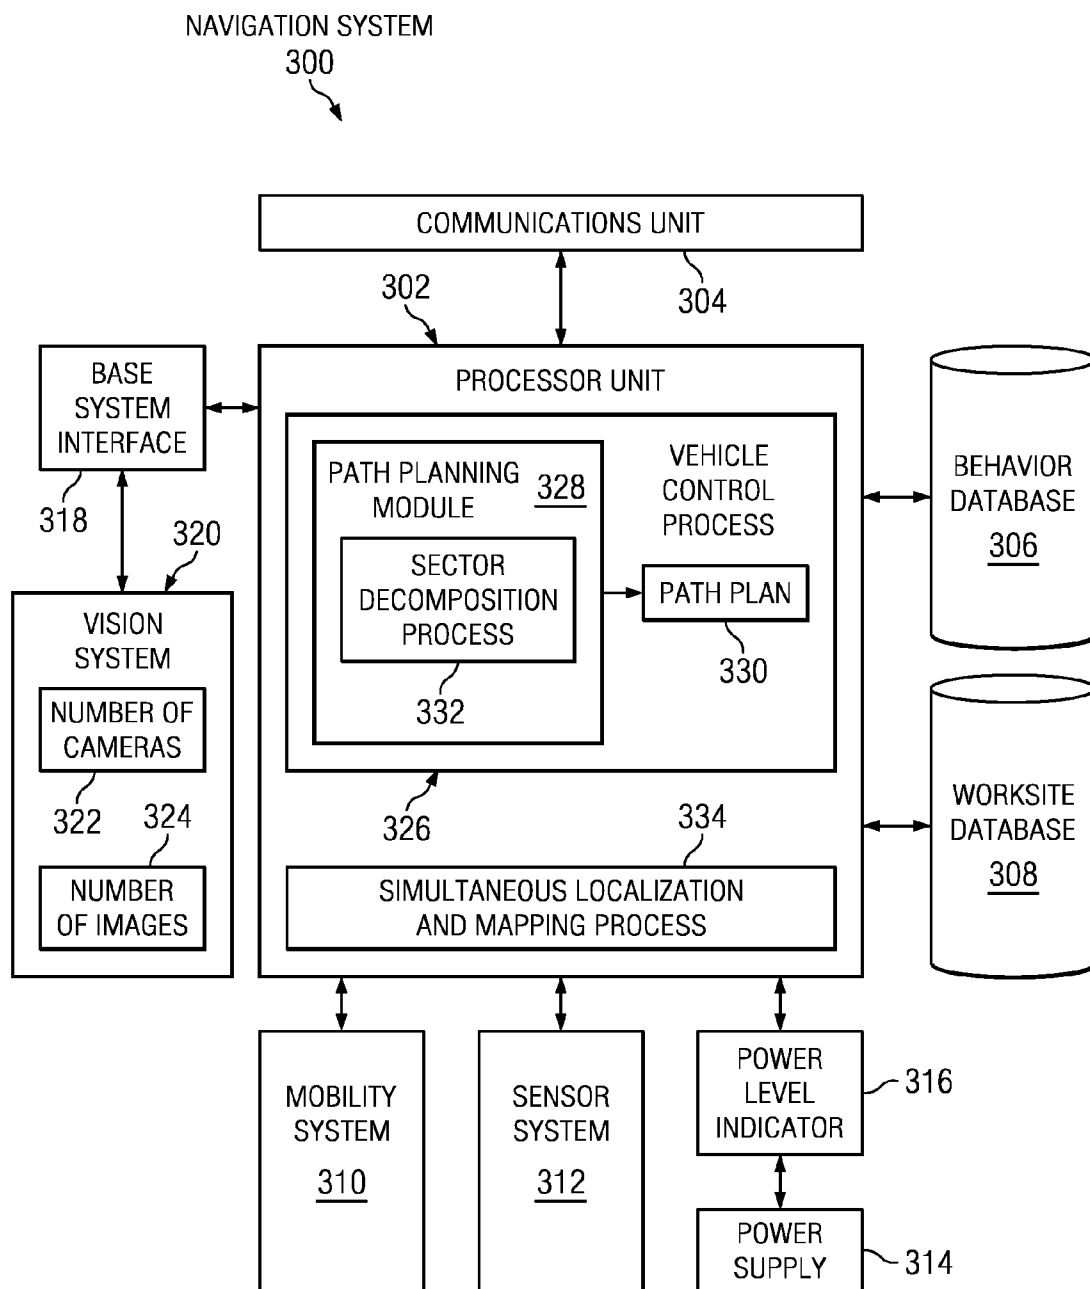 NAVIGATION SYSTEM
300
COMMUNICATIONS UNIT
302
304
BASE
SYSTEM
INTERFACE
318
PROCESSOR UNIT
PATH PLANNING
MODULE
328
VEHICLE
CONTROL
PROCESS
SECTOR
DECOMPOSITION
PROCESS
332
PATH PLAN
330
BEHAVIOR
DATABASE
306
320
VISION
SYSTEM
NUMBER OF
CAMERAS
322
324
NUMBER
OF IMAGES
326
334
SIMULTANEOUS LOCALIZATION
AND MAPPING PROCESS
WORKSITE
DATABASE
308
MOBILITY
SYSTEM
310
SENSOR
SYSTEM
312
POWER
LEVEL
INDICATOR
316
POWER
SUPPLY
314